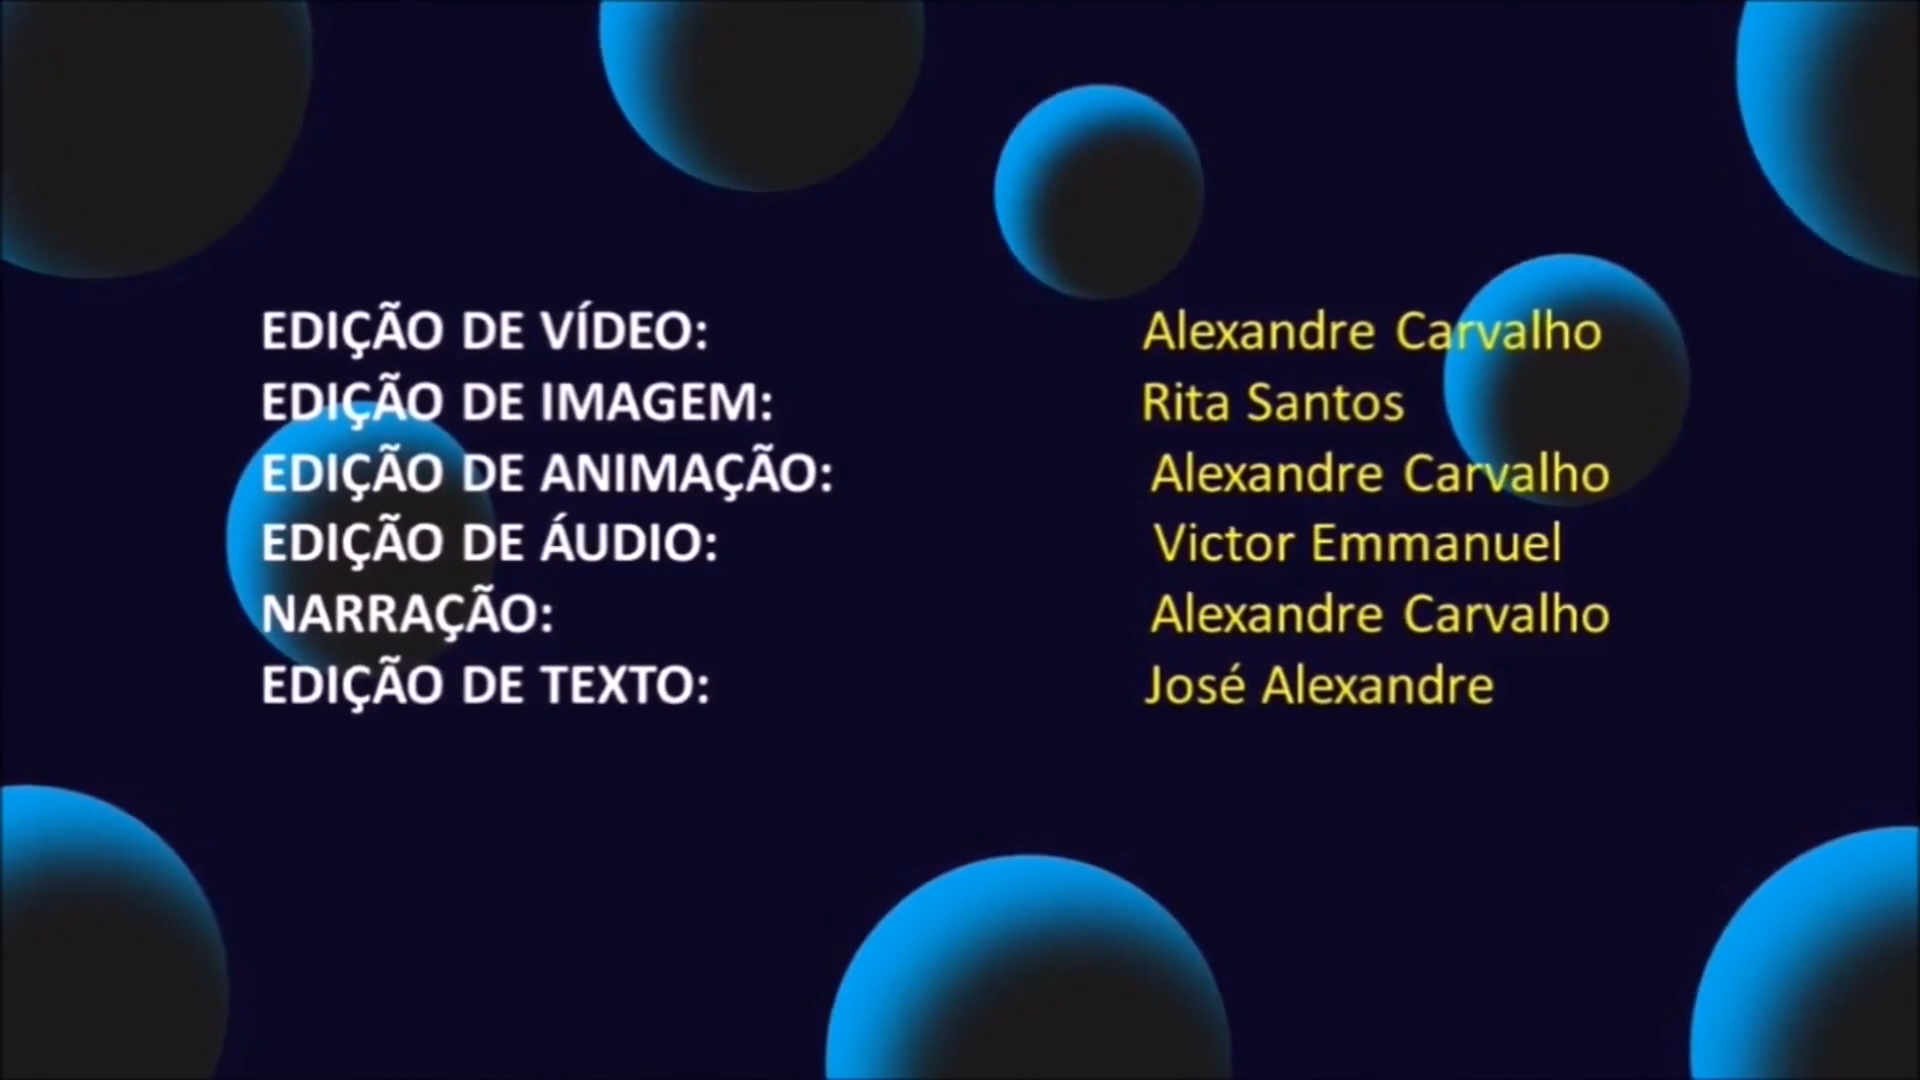 EDIÇÃO DE VÍDEO: Alexandre Carvalho
EDIÇÃO DE IMAGEM: Rita Santos
EDIÇÃO DE ANIMAÇÃO: Alexandre Carvalho
EDIÇÃO DE ÁUDIO: Victor Emmanuel
NARRAÇÃO: Alexandre Carvalho
EDIÇÃO DE TEXTO: José Alexandre